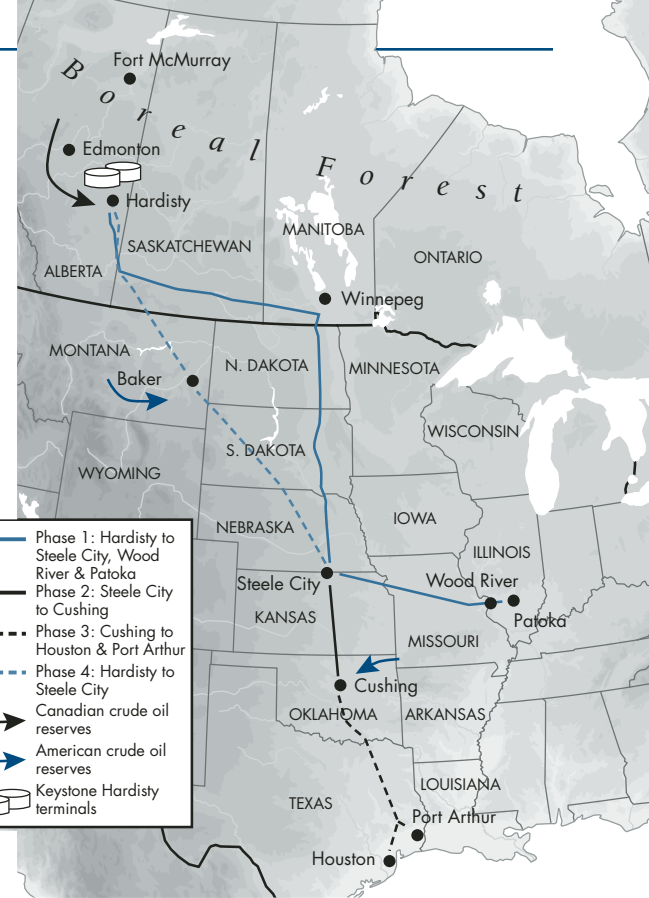 Fort McMurray
Boreal Forest
Edmonton
Hardisty
SASKATCHEWAN
MANITOBA
ALBERTA
ONTARIO
Winnepeg
MONTANA
N. DAKOTA
MINNESOTA
Baker
WISCONSIN
S. DAKOTA
WYOMING
NEBRASKA
IOWA
ILLINOIS
Steele City
Wood River
Patoka
KANSAS
MISSOURI
Cushing
OKLAHOMA
ARKANSAS
LOUISIANA
TEXAS
Port Arthur
Houston
Phase 1: Hardisty to
Steele City, Wood
River & Patoka
Phase 2: Steele City
to Cushing
Phase 3: Cushing to
Houston & Port Arthur
Phase 4: Hardisty to
Steele City
Canadian crude oil
reserves
American crude oil
reserves
Keystone Hardisty
terminals